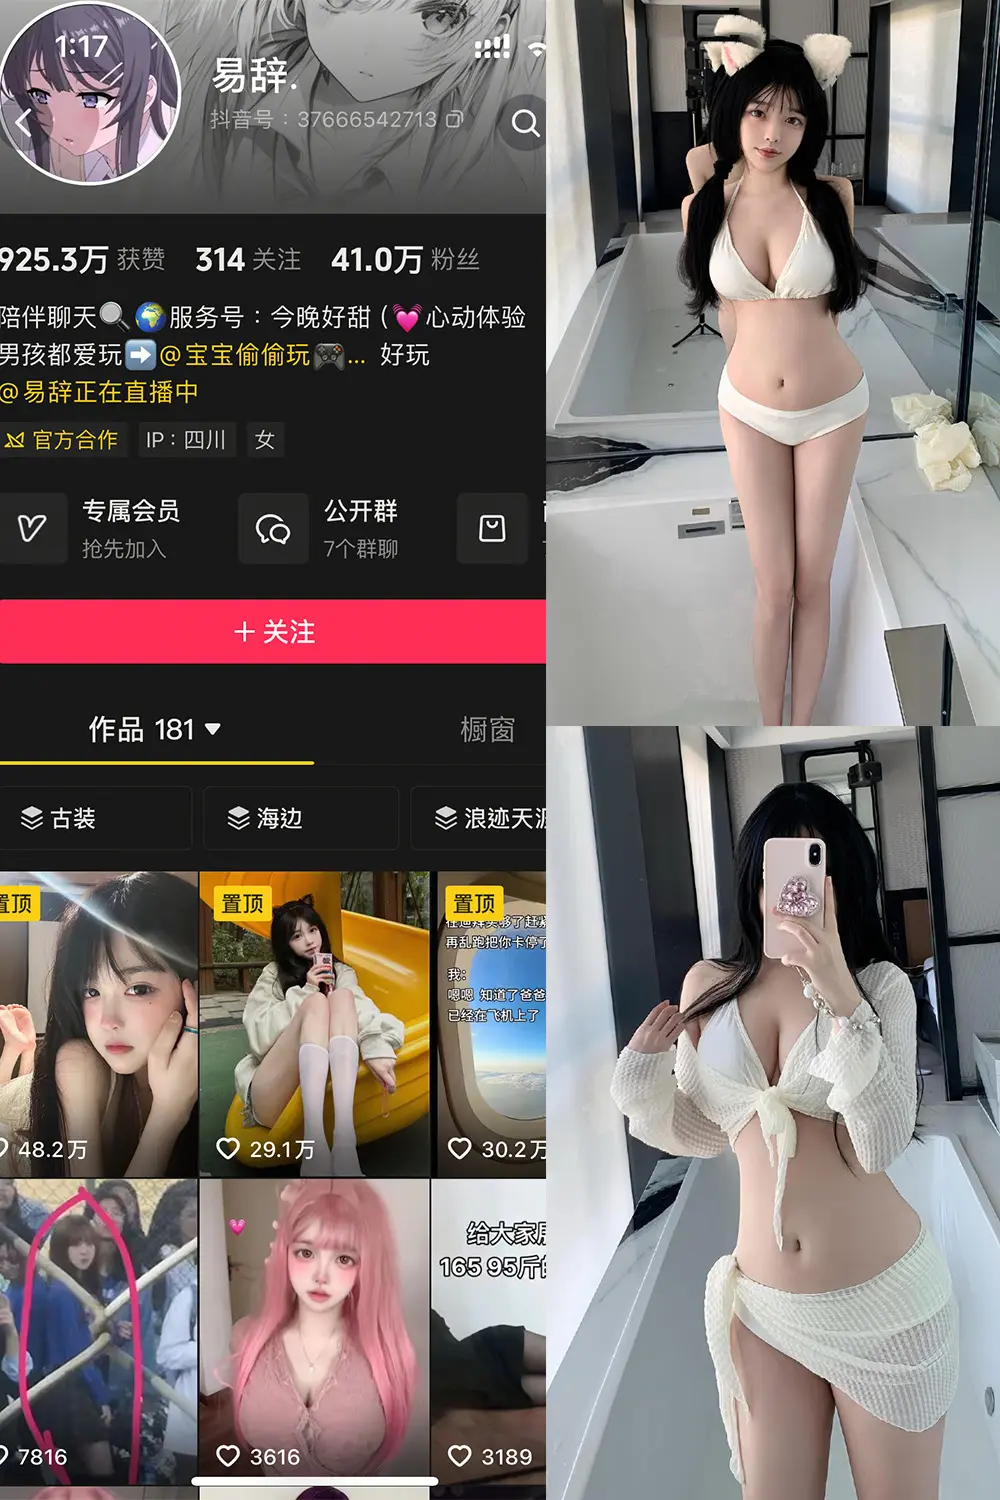 1:17
易辞.
抖音号：37666542713
925.3万 获赞 314 关注 41.0万 粉丝
陪伴聊天🔍🌍服务号：今晚好甜 (💓心动体验
男孩都爱玩➡️@宝宝偷偷玩🎮... 好玩
@易辞正在直播中
官方合作 IP：四川 女
专属会员 公开群
抢先加入 7个群聊
+ 关注
作品 181 橱窗
古装 海边 浪迹天涯
置顶 置顶 置顶
再乱跑把你卡停了
我：
嗯嗯 知道了爸爸
已经在飞机上了
48.2万 29.1万 30.2万
给大家
165 95斤
7816 3616 3189